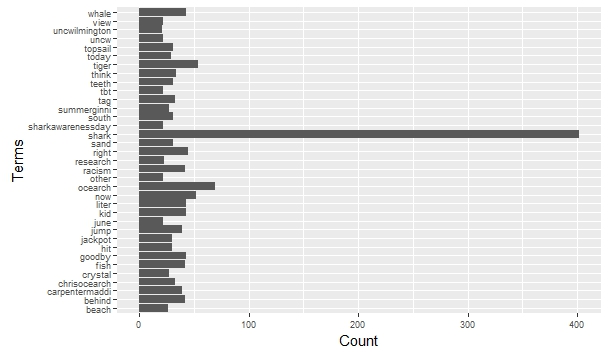 whale
view
uncwilmington
uncw
topsail
today
tiger
think
teeth
tbt
tag
summerginni
south
sharkawarenessday
shark
sand
right
research
racism
other
ocearch
now
liter
kid
june
jump
jackpot
hit
goodby
fish
crystal
chrisocearch
carpentermaddi
behind
beach
Terms
0 100 200 300 400
Count